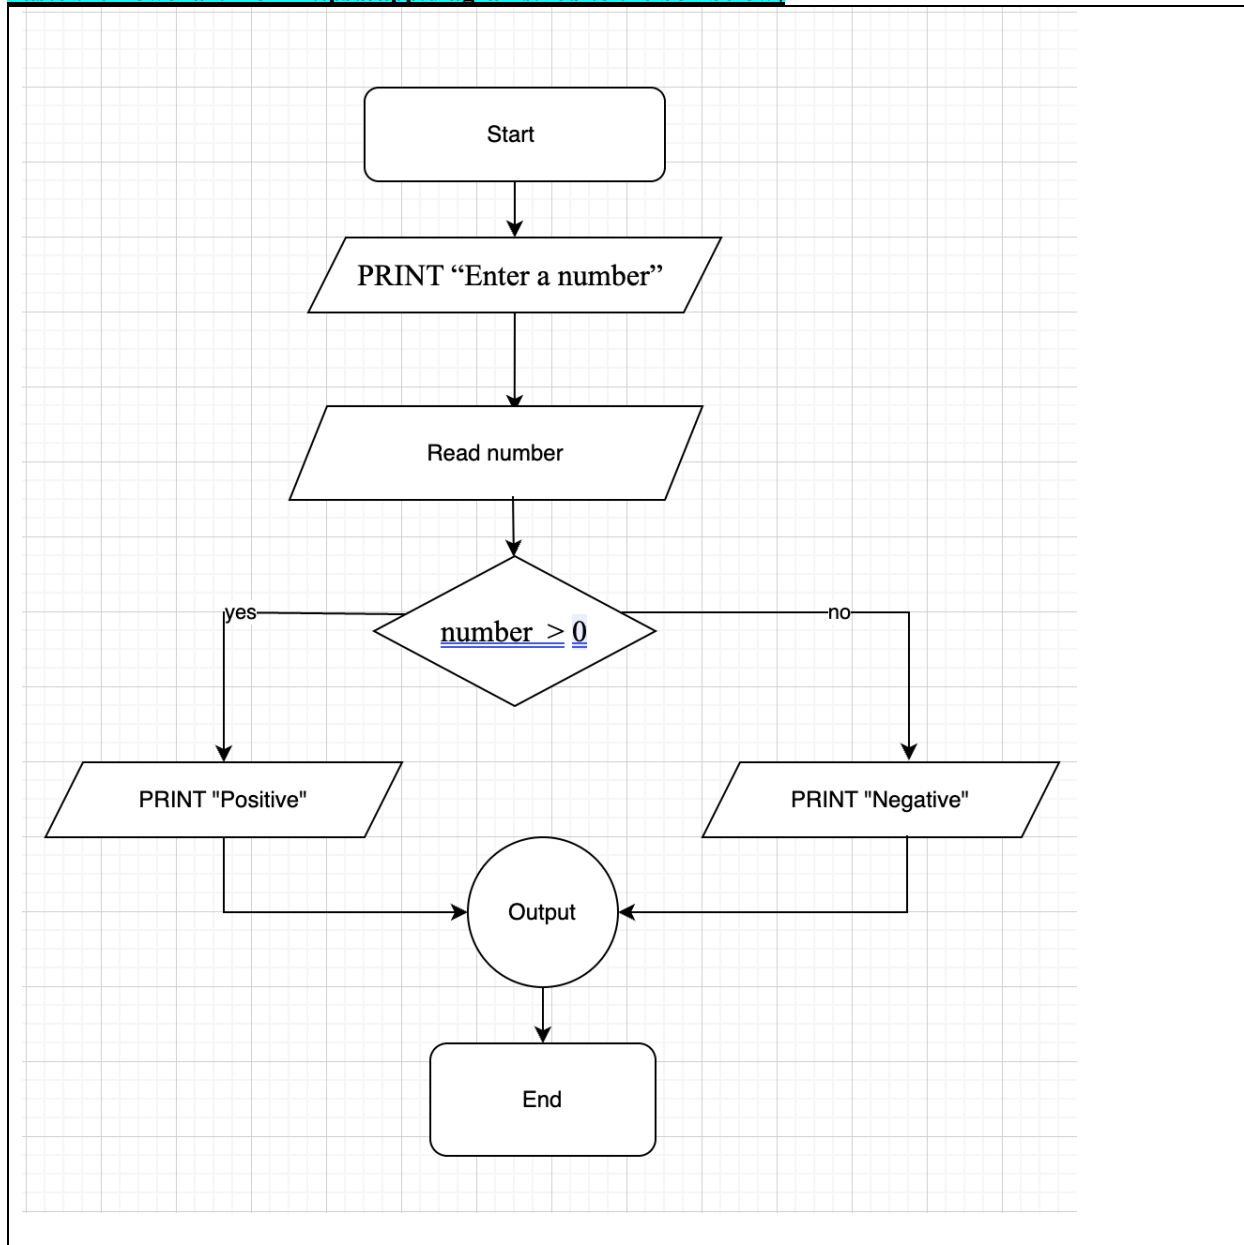 Start
PRINT “Enter a number”
Read number
number > 0
yes
no
PRINT "Positive"
PRINT "Negative"
Output
End